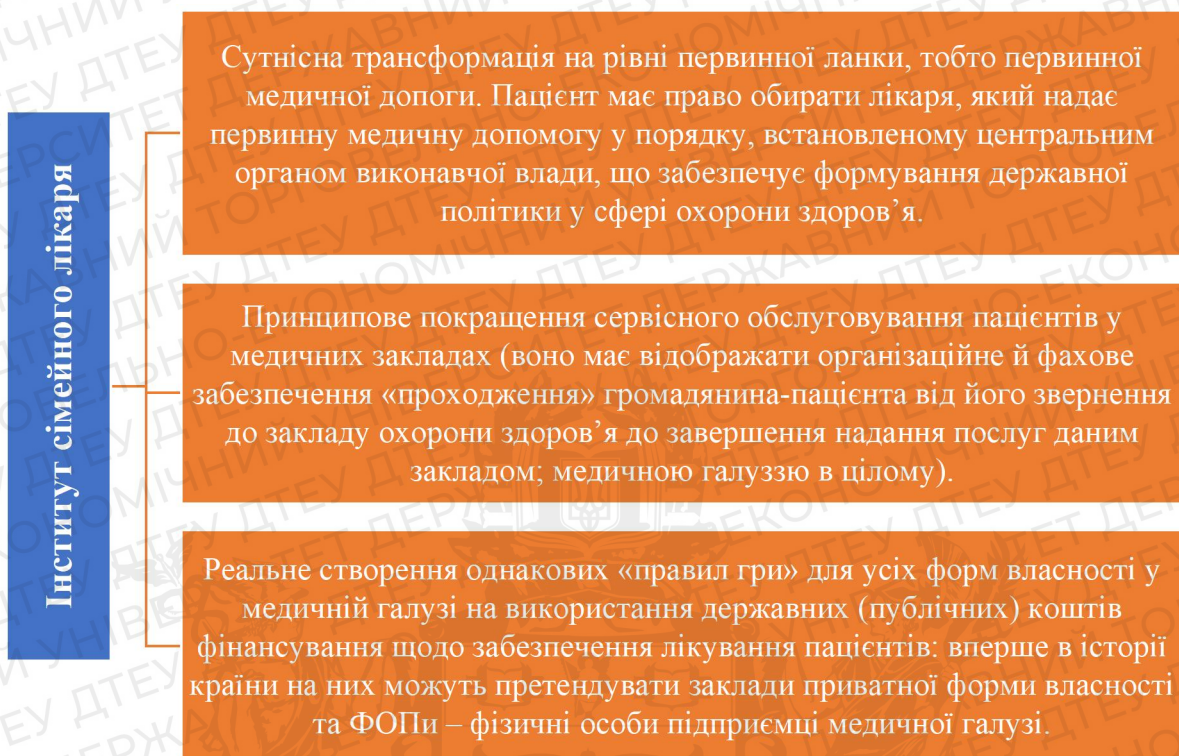 Інститут сімейного лікаря
Сутнісна трансформація на рівні первинної ланки, тобто первинної
медичної допоги. Пацієнт має право обирати лікаря, який надає
первинну медичну допомогу у порядку, встановленому центральним
органом виконавчої влади, що забезпечує формування державної
політики у сфері охорони здоров’я.
Принципове покращення сервісного обслуговування пацієнтів у
медичних закладах (воно має відображати організаційне й фахове
забезпечення «проходження» громадянина-пацієнта від його звернення
до закладу охорони здоров’я до завершення надання послуг даним
закладом; медичною галуззю в цілому).
Реальне створення однакових «правил гри» для усіх форм власності у
медичній галузі на використання державних (публічних) коштів
фінансування щодо забезпечення лікування пацієнтів: вперше в історії
країни на них можуть претендувати заклади приватної форми власності
та ФОПи – фізичні особи підприємці медичної галузі.